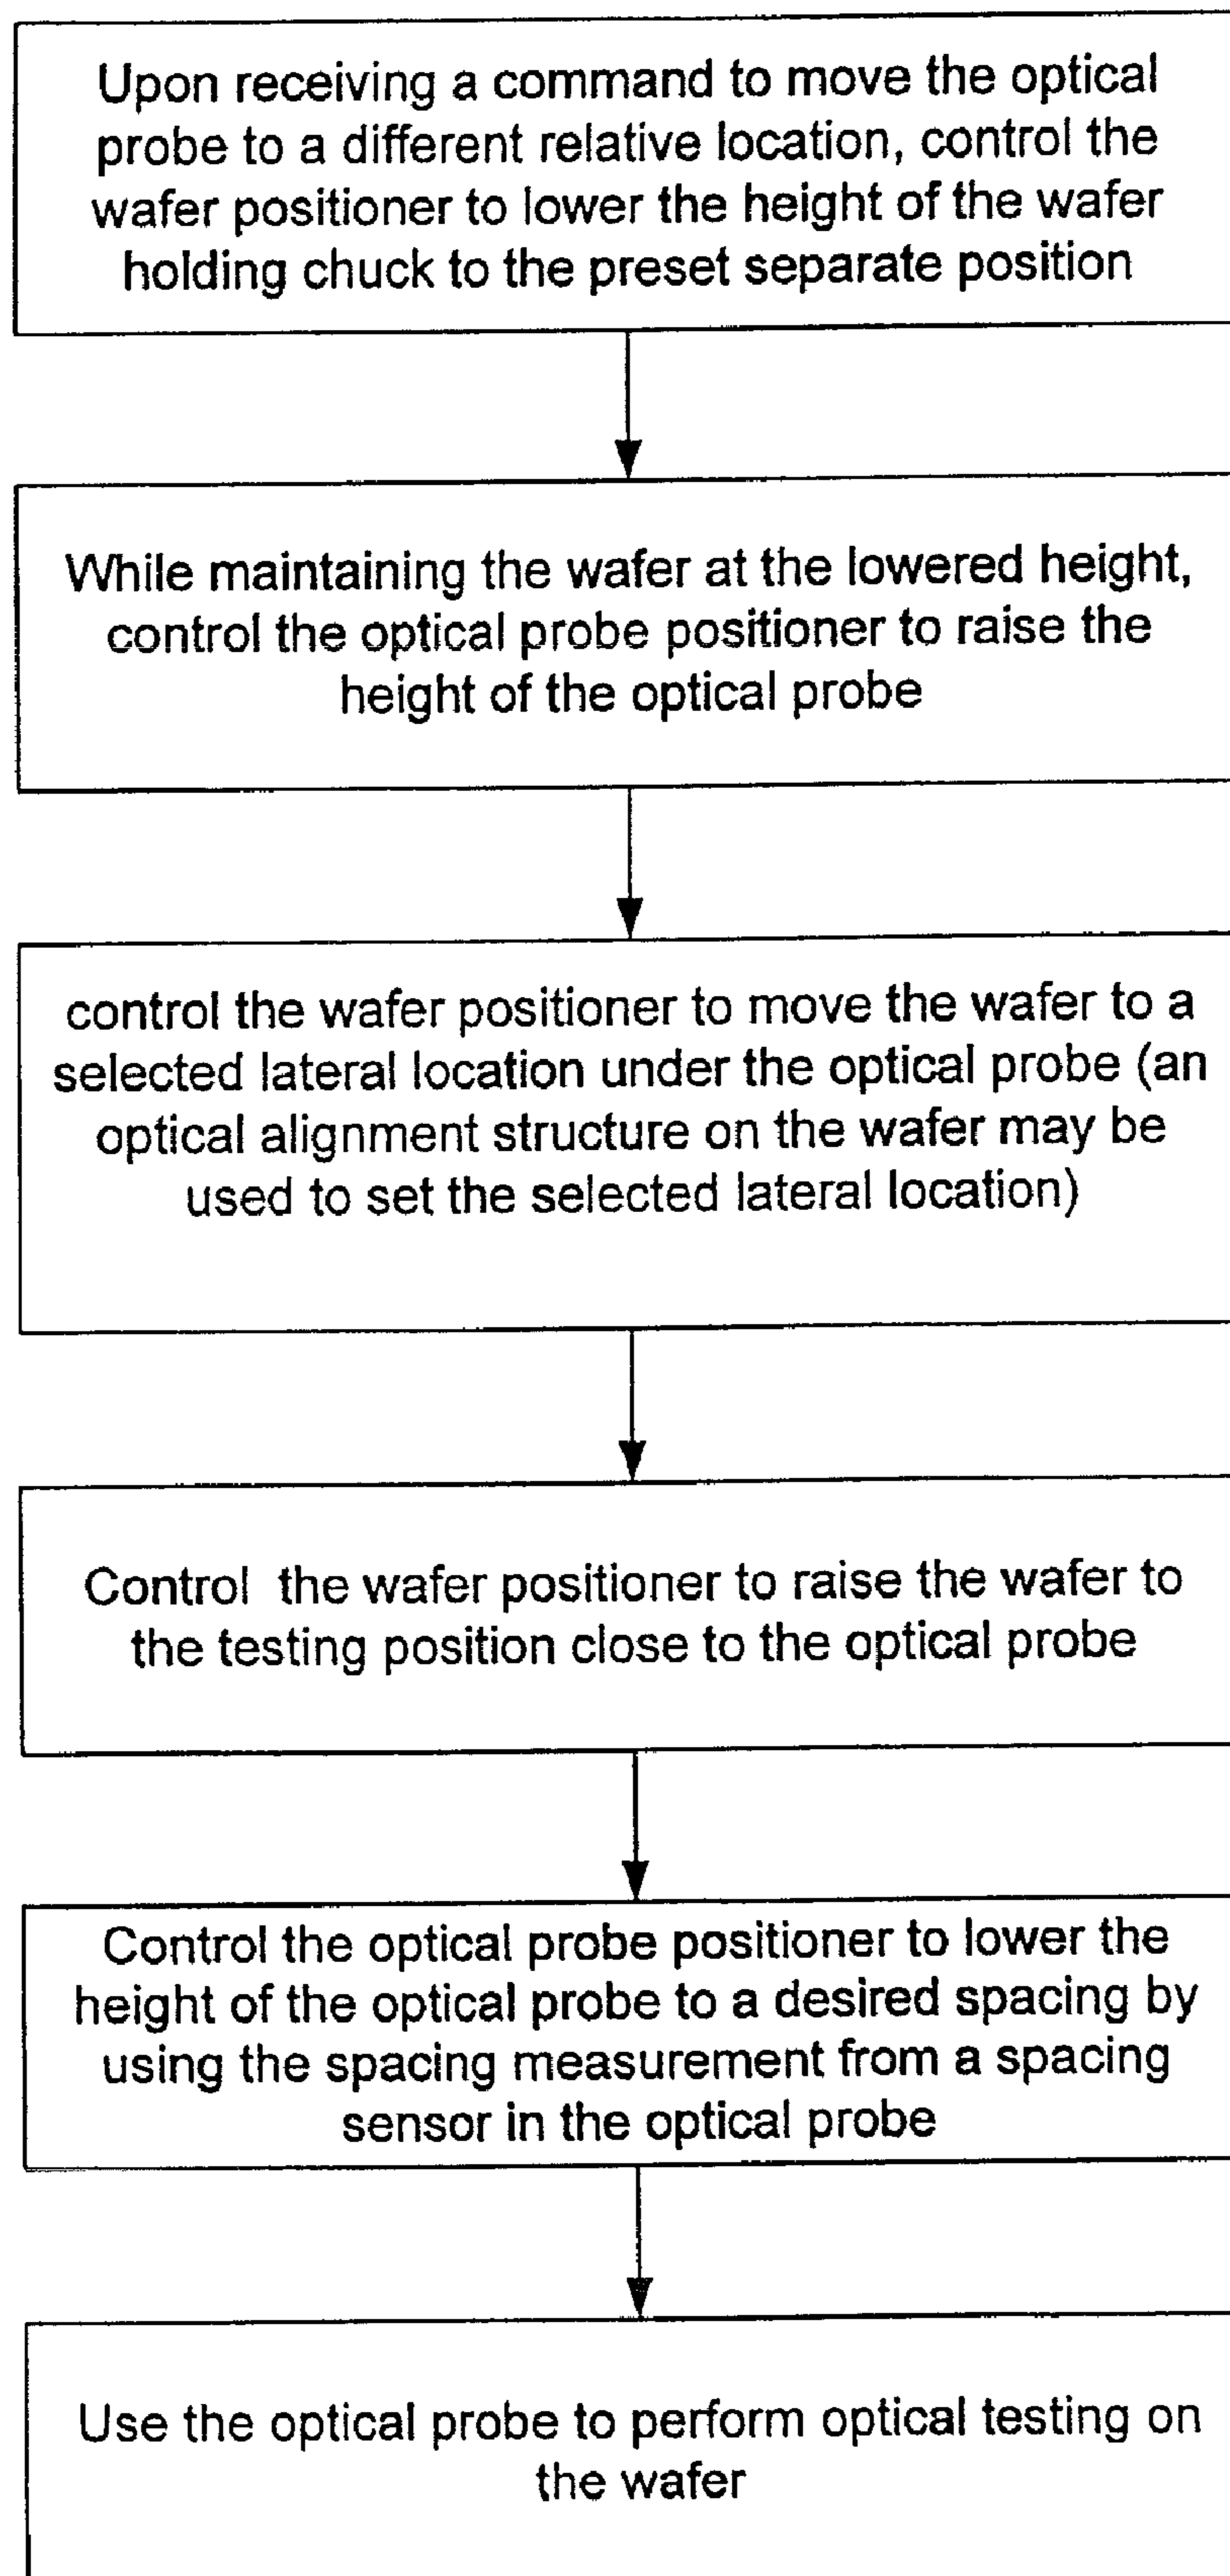 Upon receiving a command to move the optical
probe to a different relative location, control the
wafer positioner to lower the height of the wafer
holding chuck to the preset separate position
While maintaining the wafer at the lowered height,
control the optical probe positioner to raise the
height of the optical probe
control the wafer positioner to move the wafer to a
selected lateral location under the optical probe (an
optical alignment structure on the wafer may be
used to set the selected lateral location)
Control the wafer positioner to raise the wafer to
the testing position close to the optical probe
Control the optical probe positioner to lower the
height of the optical probe to a desired spacing by
using the spacing measurement from a spacing
sensor in the optical probe
Use the optical probe to perform optical testing on
the wafer